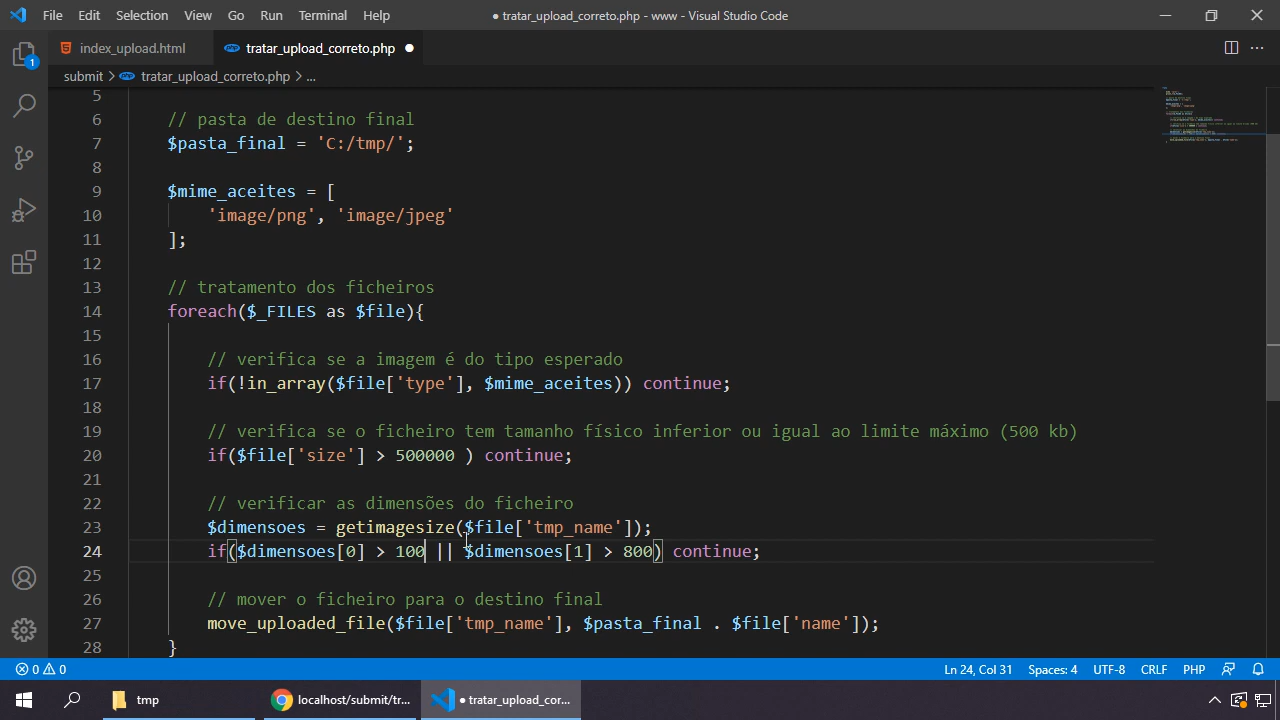 File Edit Selection View Go Run Terminal Help
● tratar_upload_correto.php - www - Visual Studio Code
index_upload.html
tratar_upload_correto.php ●
submit > tratar_upload_correto.php > ...
1
5
6 // pasta de destino final
7 $pasta_final = 'C:/tmp/';
8
9 $mime_aceites = [
10 'image/png', 'image/jpeg'
11 ];
12
13 // tratamento dos ficheiros
14 foreach($_FILES as $file){
15
16 // verifica se a imagem é do tipo esperado
17 if(!in_array($file['type'], $mime_aceites)) continue;
18
19 // verifica se o ficheiro tem tamanho físico inferior ou igual ao limite máximo (500 kb)
20 if($file['size'] > 500000 ) continue;
21
22 // verificar as dimensões do ficheiro
23 $dimensoes = getimagesize($file['tmp_name']);
24 if($dimensoes[0] > 100 || $dimensoes[1] > 800) continue;
25
26 // mover o ficheiro para o destino final
27 move_uploaded_file($file['tmp_name'], $pasta_final . $file['name']);
28 }
0 0
Ln 24, Col 31 Spaces: 4 UTF-8 CRLF PHP
tmp
localhost/submit/tr...
● tratar_upload_cor...